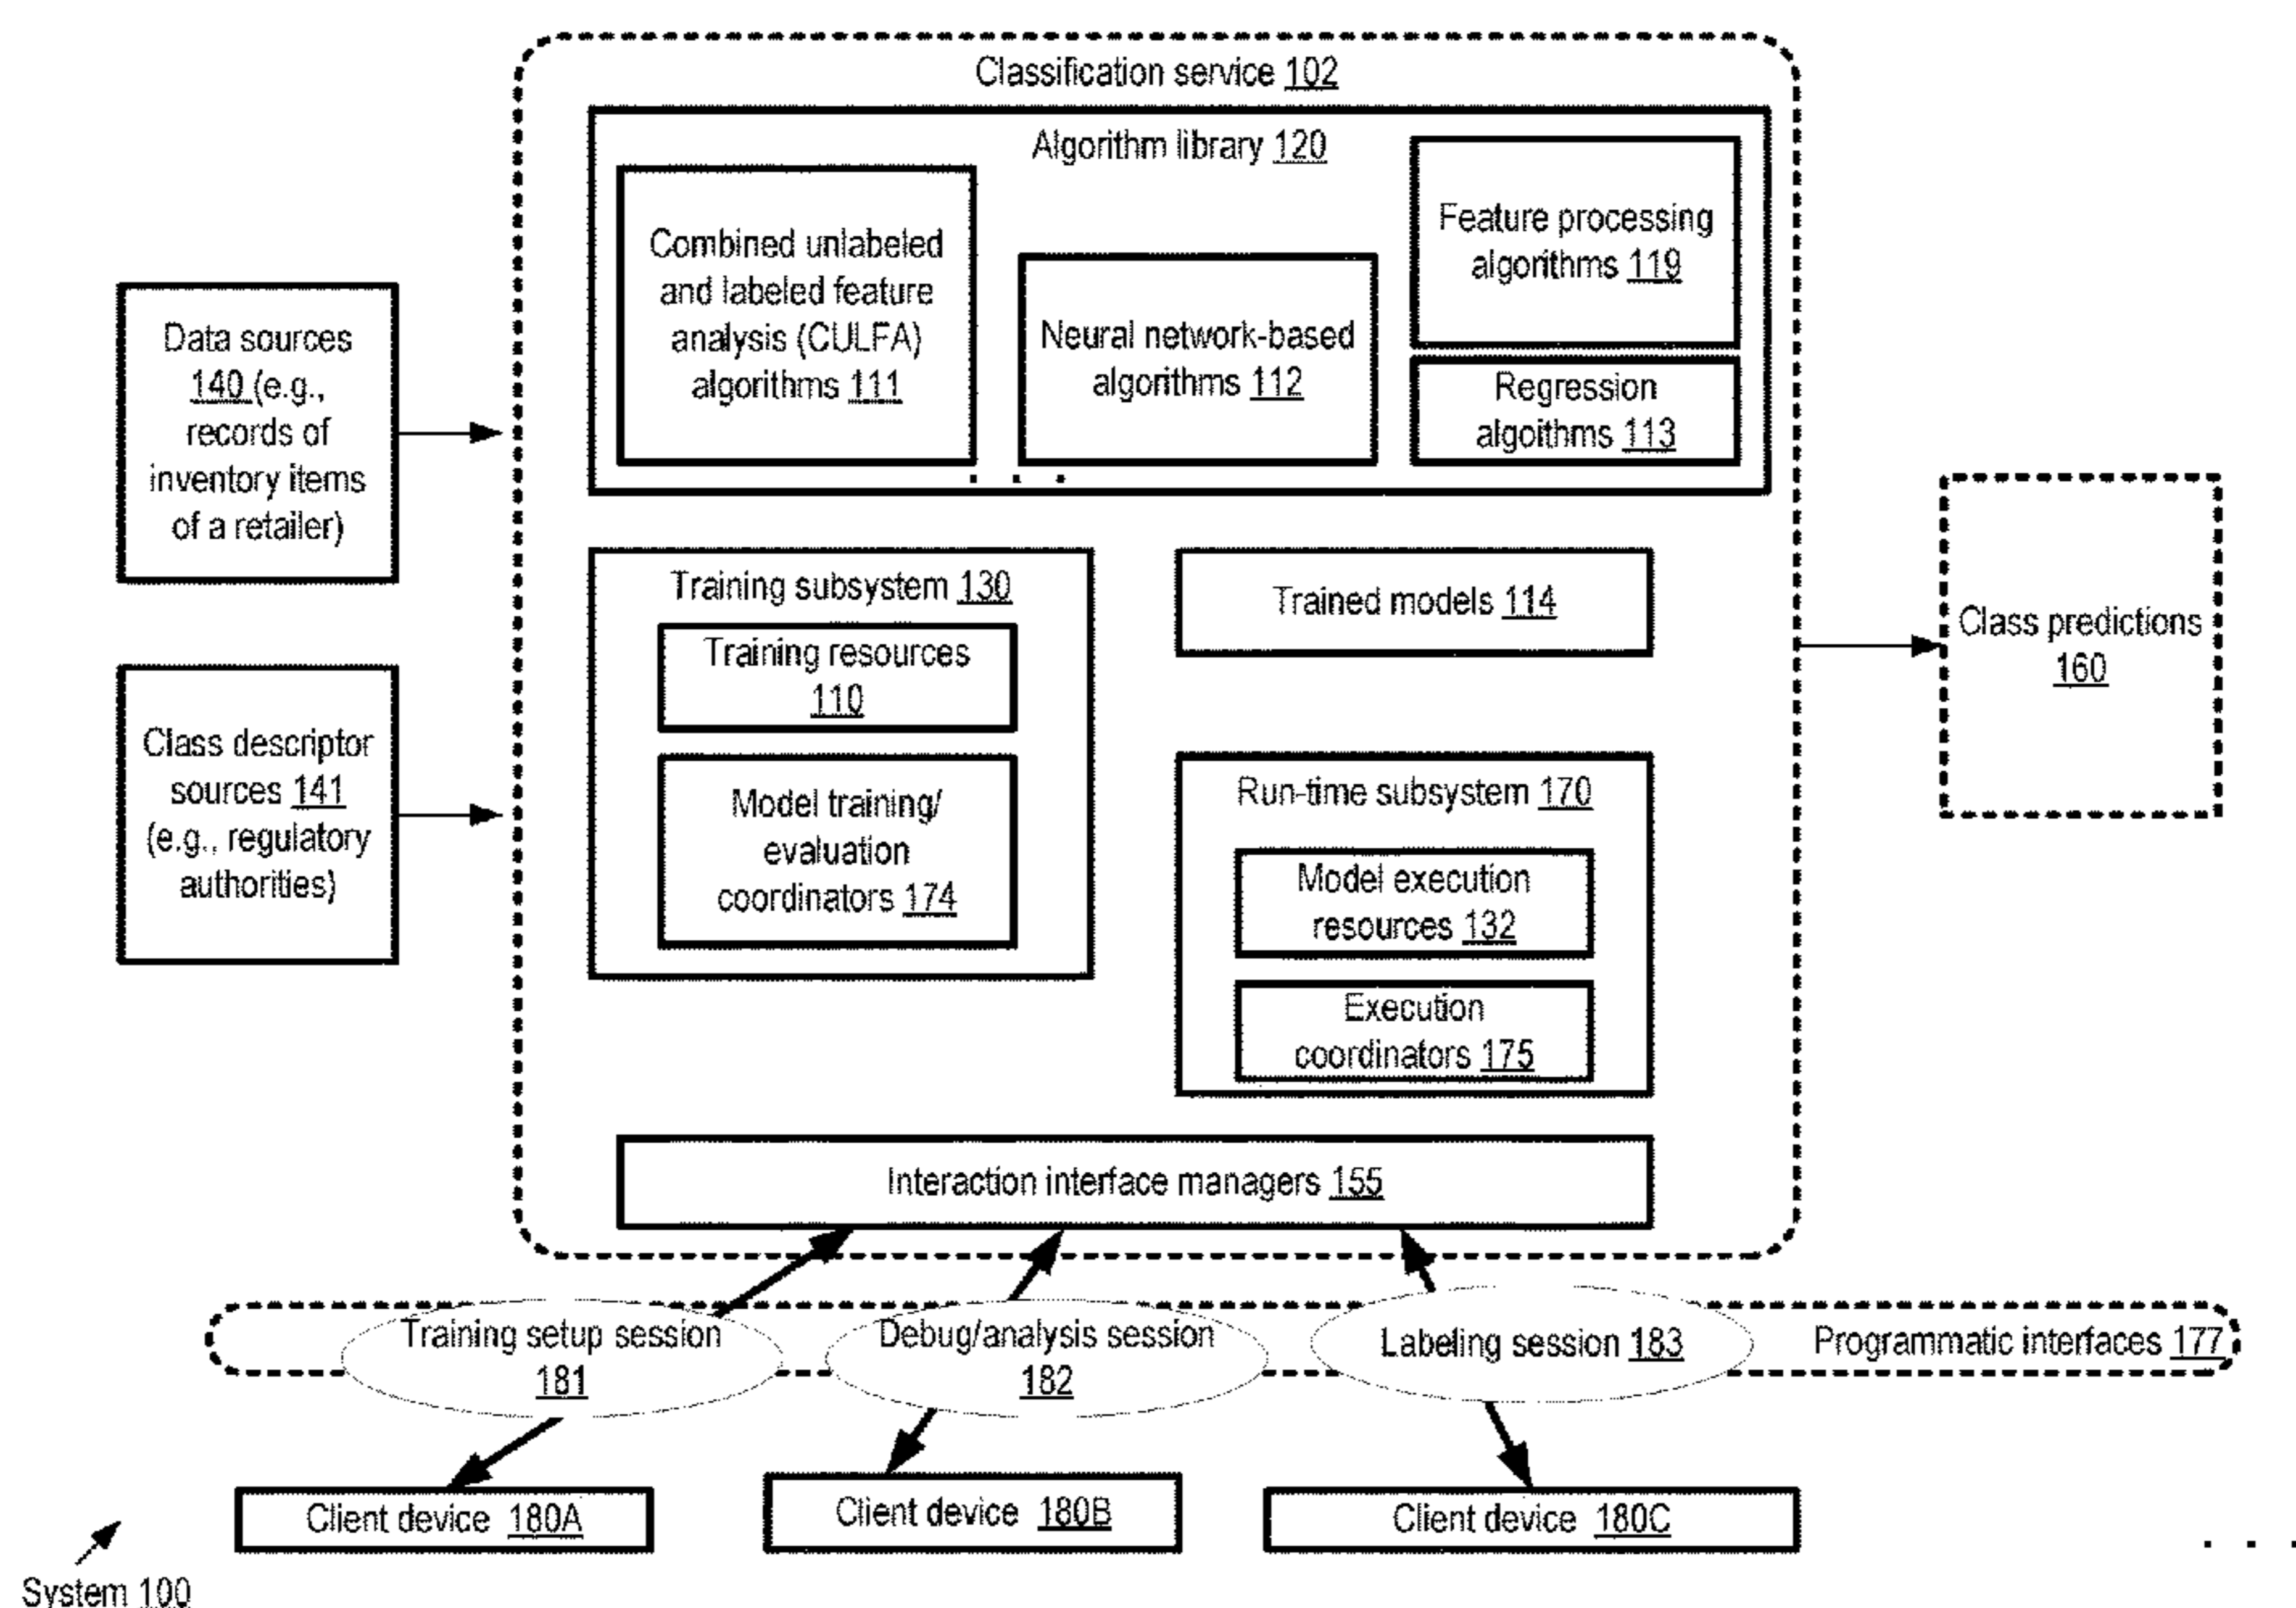 Classification service 102
Algorithm library 120
Combined unlabeled
and labeled feature
analysis (CULFA)
algorithms 111
Neural network-based
algorithms 112
Feature processing
algorithms 119
Regression
algoithms 113
. . .
Data sources
140 (e.g.,
records of
inventory items
of a retailer)
Class descriptor
sources 141
(e.g., regulatory
authorities)
Training subsystem 130
Training resources
110
Model training/
evaluation
coordinators 174
Trained models 114
Run-time subsystem 170
Model execution
resources 132
Execution
coordinators 175
Class predictions
160
Interaction interface managers 155
Training setup session
181
Debug/analysis session
182
Labeling session 183
Programmatic interfaces 177
Client device 180A
Client device 180B
Client device 180C
. . .
System 100